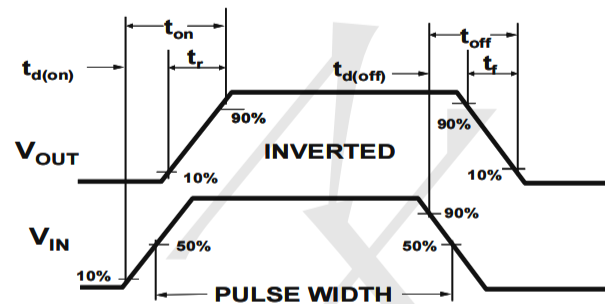 ton
toff
td(on)
tr
td(off)
tf
90%
90%
VOUT
INVERTED
10%
10%
90%
VIN
50%
50%
10%
PULSE WIDTH